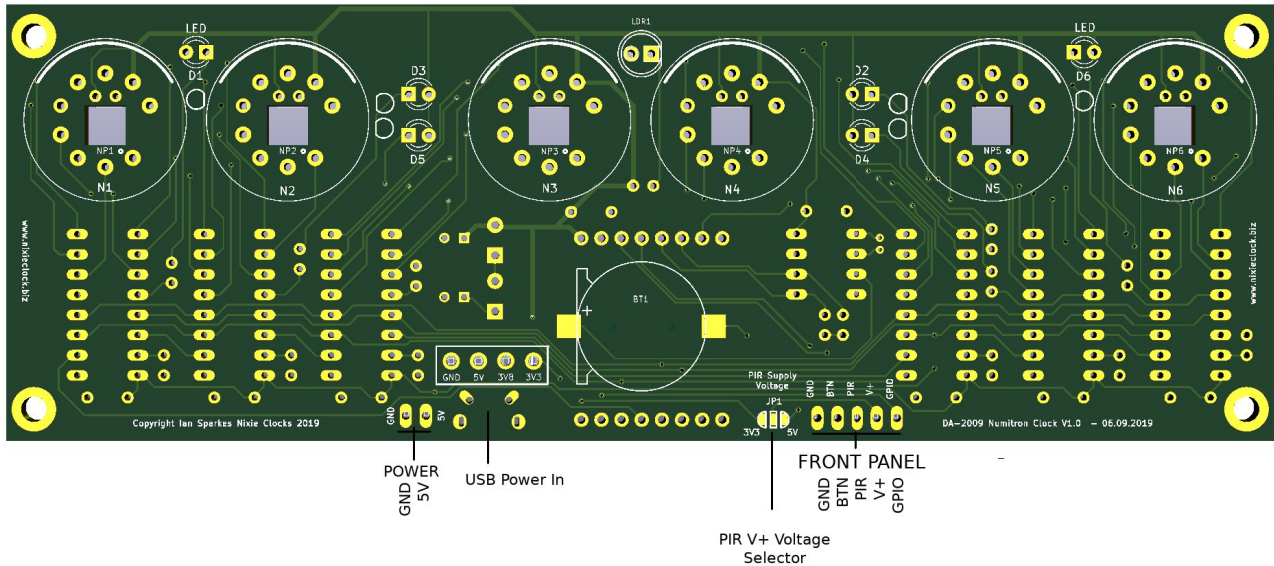 LED
LDR1
LED
D1
D3
D2
D6
NP1
NP2
NP3
NP4
NP5
NP6
D5
D4
N1
N2
N3
N4
N5
N6
www.nixieclock.biz
www.nixieclock.biz
BT1
+
GND 5V 3V8 3V3
PIR Supply
Voltage
JP1
3V3 5V
GND
BTN
PIR
V+
GPIO
GND
5V
Copyright Ian Sparkes Nixie Clocks 2019
DA-2009 Numitron Clock V1.0 - 06.09.2019
POWER
GND
5V
USB Power In
FRONT PANEL
GND
BTN
PIR
V+
GPIO
PIR V+ Voltage
Selector